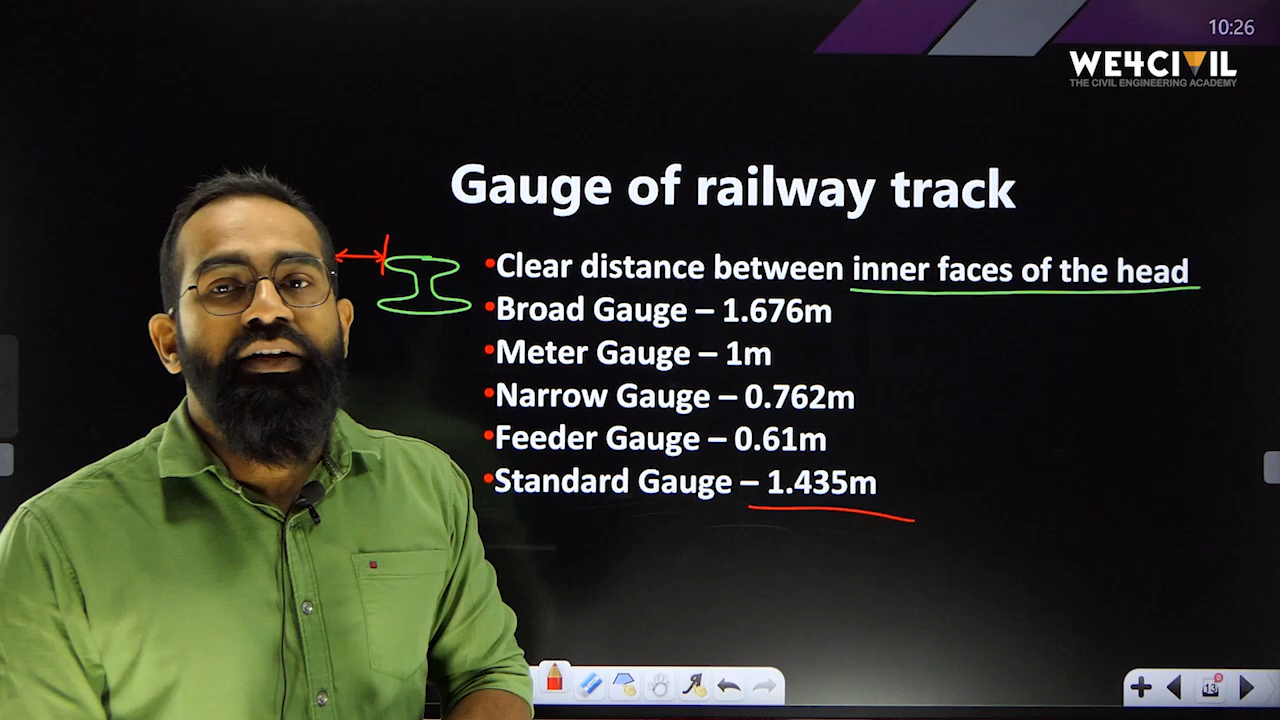 10:26
WE4CIVIL
THE CIVIL ENGINEERING ACADEMY
Gauge of railway track
•Clear distance between inner faces of the head
•Broad Gauge – 1.676m
•Meter Gauge – 1m
•Narrow Gauge – 0.762m
•Feeder Gauge – 0.61m
•Standard Gauge – 1.435m
13